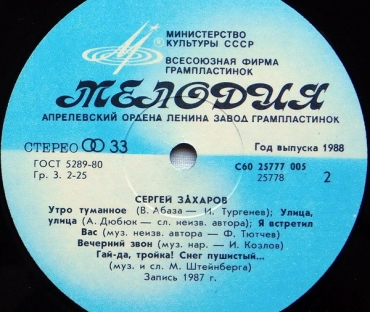 МИНИСТЕРСТВО
КУЛЬТУРЫ СССР
ВСЕСОЮЗНАЯ ФИРМА
ГРАМПЛАСТИНОК
МЕЛОДИЯ
АПРЕЛЕВСКИЙ ОРДЕНА ЛЕНИНА ЗАВОД ГРАМПЛАСТИНОК
СТЕРЕО 33
Год выпуска 1988
ГОСТ 5289-80
С60 25777 005
Гр. 3. 2-25
25778
2
СЕРГЕЙ ЗАХАРОВ
Утро туманное (В. Абаза — И. Тургенев); Улица,
улица (А. Дюбюк — сл. неизв. автора); Я встретил
Вас (муз. неизв. автора — Ф. Тютчев)
Вечерний звон (муз. нар. — И. Козлов)
Гай-да, тройка! Снег пушистый...
(муз. и сл. М. Штейнберга)
Запись 1987 г.